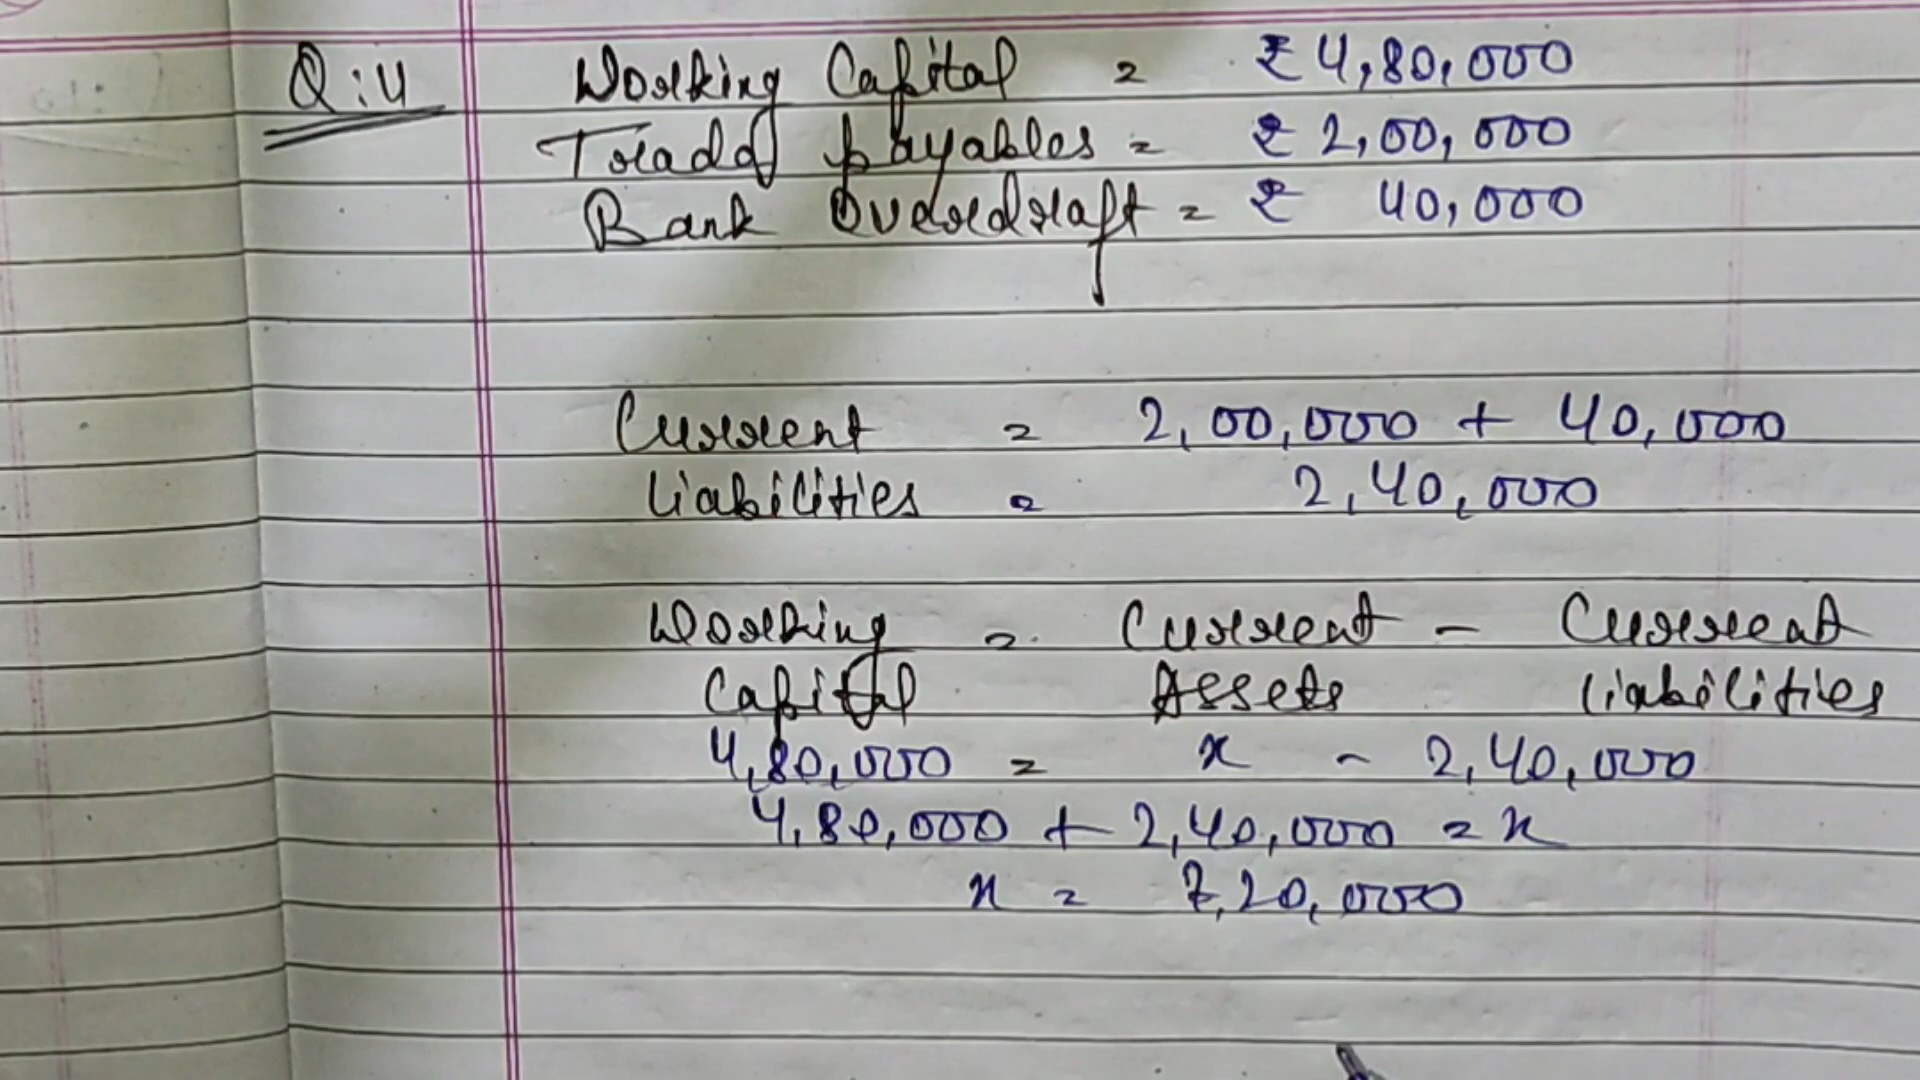 Q:4 Working Capital = ₹ 4,80,000
Trade payables = ₹ 2,00,000
Bank Overdraft = ₹ 40,000
Current = 2,00,000 + 40,000
liabilities = 2,40,000
Working = Current - Current
Capital Assets liabilities
4,80,000 = x - 2,40,000
4,80,000 + 2,40,000 = x
x = 7,20,000